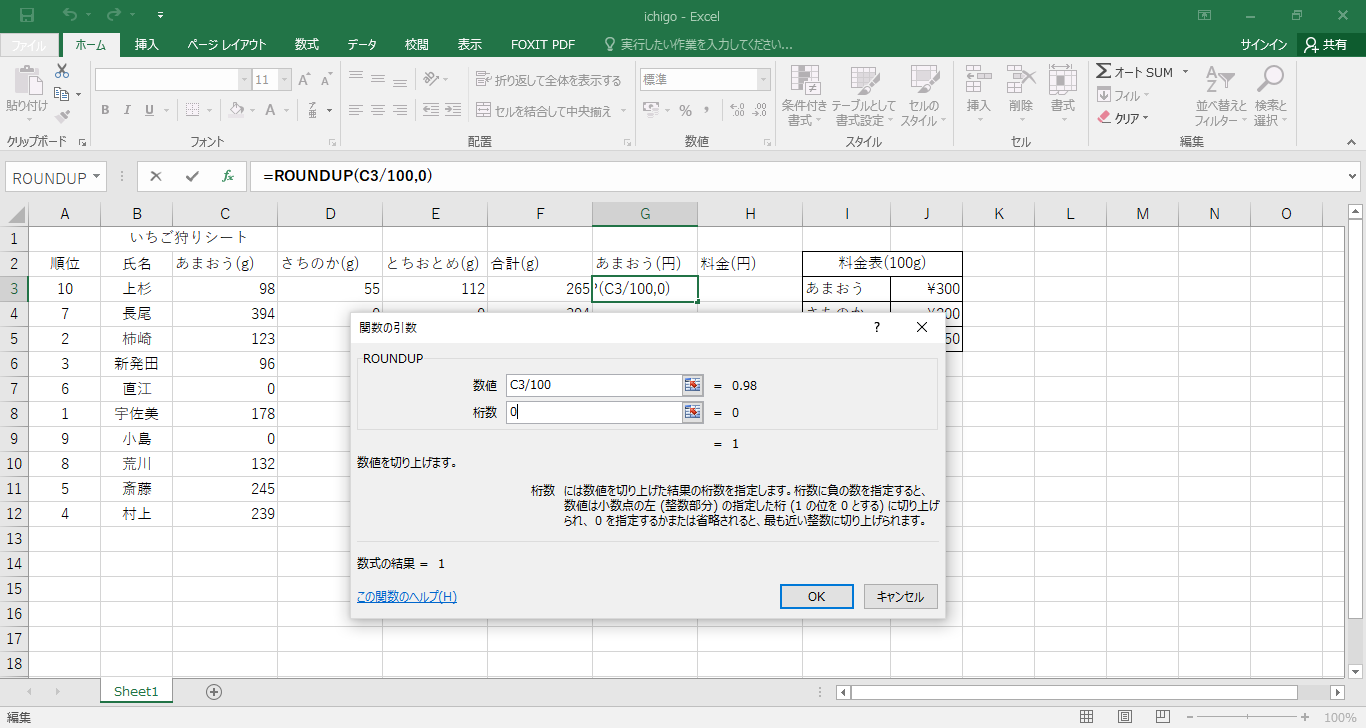 ichigo - Excel
ファイル ホーム 挿入 ページ レイアウト 数式 データ 校閲 表示 FOXIT PDF 実行したい作業を入力してください... サインイン 共有
貼り付け
クリップボード
11
B I U A
フォント
折り返して全体を表示する
セルを結合して中央揃え
配置
標準
%
数値
条件付き書式 テーブルとして書式設定 セルのスタイル
スタイル
挿入 削除 書式
セル
オート SUM
フィル
クリア
並べ替えとフィルター 検索と選択
編集
ROUNDUP fx =ROUNDUP(C3/100,0)
A B C D E F G H I J K L M N O
1 いちご狩りシート
2 順位 氏名 あまおう(g) さちのか(g) とちおとめ(g) 合計(g) あまおう(円) 料金(円) 料金表(100g)
3 10 上杉 98 55 112 265 (C3/100,0) あまおう ¥300
4 7 長尾 394
5 2 柿崎 123
6 3 新発田 96
7 6 直江 0
8 1 宇佐美 178
9 9 小島 0
10 8 荒川 132
11 5 斎藤 245
12 4 村上 239
13
14
15
16
17
18
関数の引数 ?
ROUNDUP
数値 C3/100 = 0.98
桁数 0 = 0
= 1
数値を切り上げます。
桁数 には数値を切り上げた結果の桁数を指定します。桁数に負の数を指定すると、
数値は小数点の左 (整数部分) の指定した桁 (1 の位を 0 とする) に切り上げ
られ、0 を指定するかまたは省略されると、最も近い整数に切り上げられます。
数式の結果 = 1
この関数のヘルプ(H)
OK キャンセル
Sheet1
編集 100%